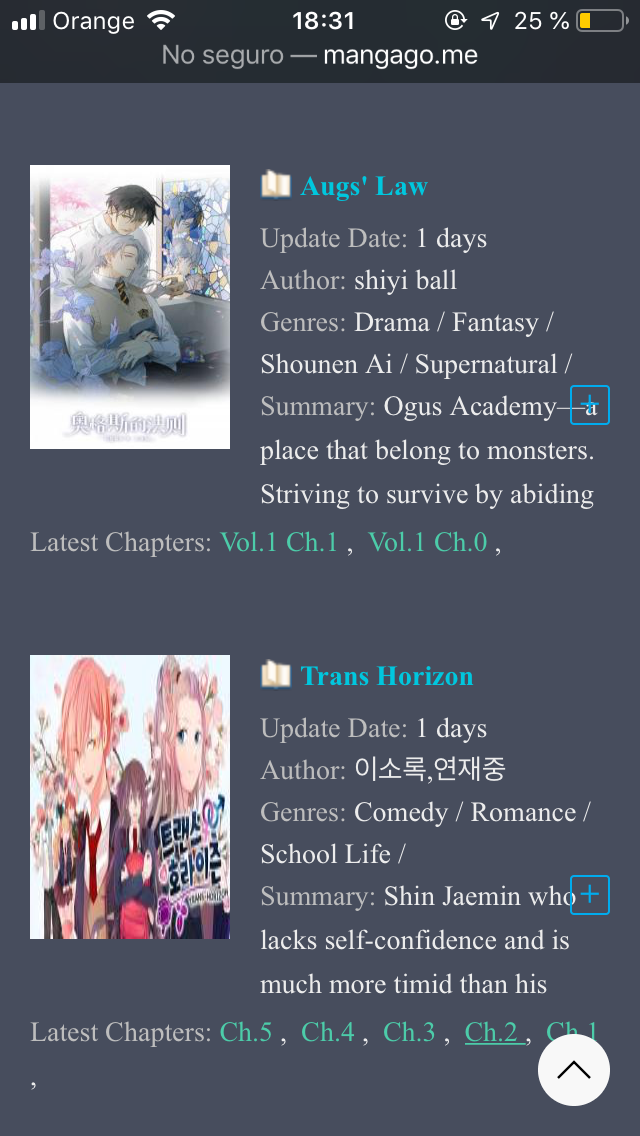 Orange 18:31 25 %
No seguro — mangago.me
Augs' Law
Update Date: 1 days
Author: shiyi ball
Genres: Drama / Fantasy /
Shounen Ai / Supernatural /
Summary: Ogus Academy—a
place that belong to monsters.
Striving to survive by abiding
奥格斯的法则
Latest Chapters: Vol.1 Ch.1 , Vol.1 Ch.0 ,
Trans Horizon
Update Date: 1 days
Author: 이소록,연재중
Genres: Comedy / Romance /
School Life /
Summary: Shin Jaemin who
lacks self-confidence and is
much more timid than his
트랜스
호라이즌
TRANS-HORIZON
Latest Chapters: Ch.5 , Ch.4 , Ch.3 , Ch.2 , Ch.1
,